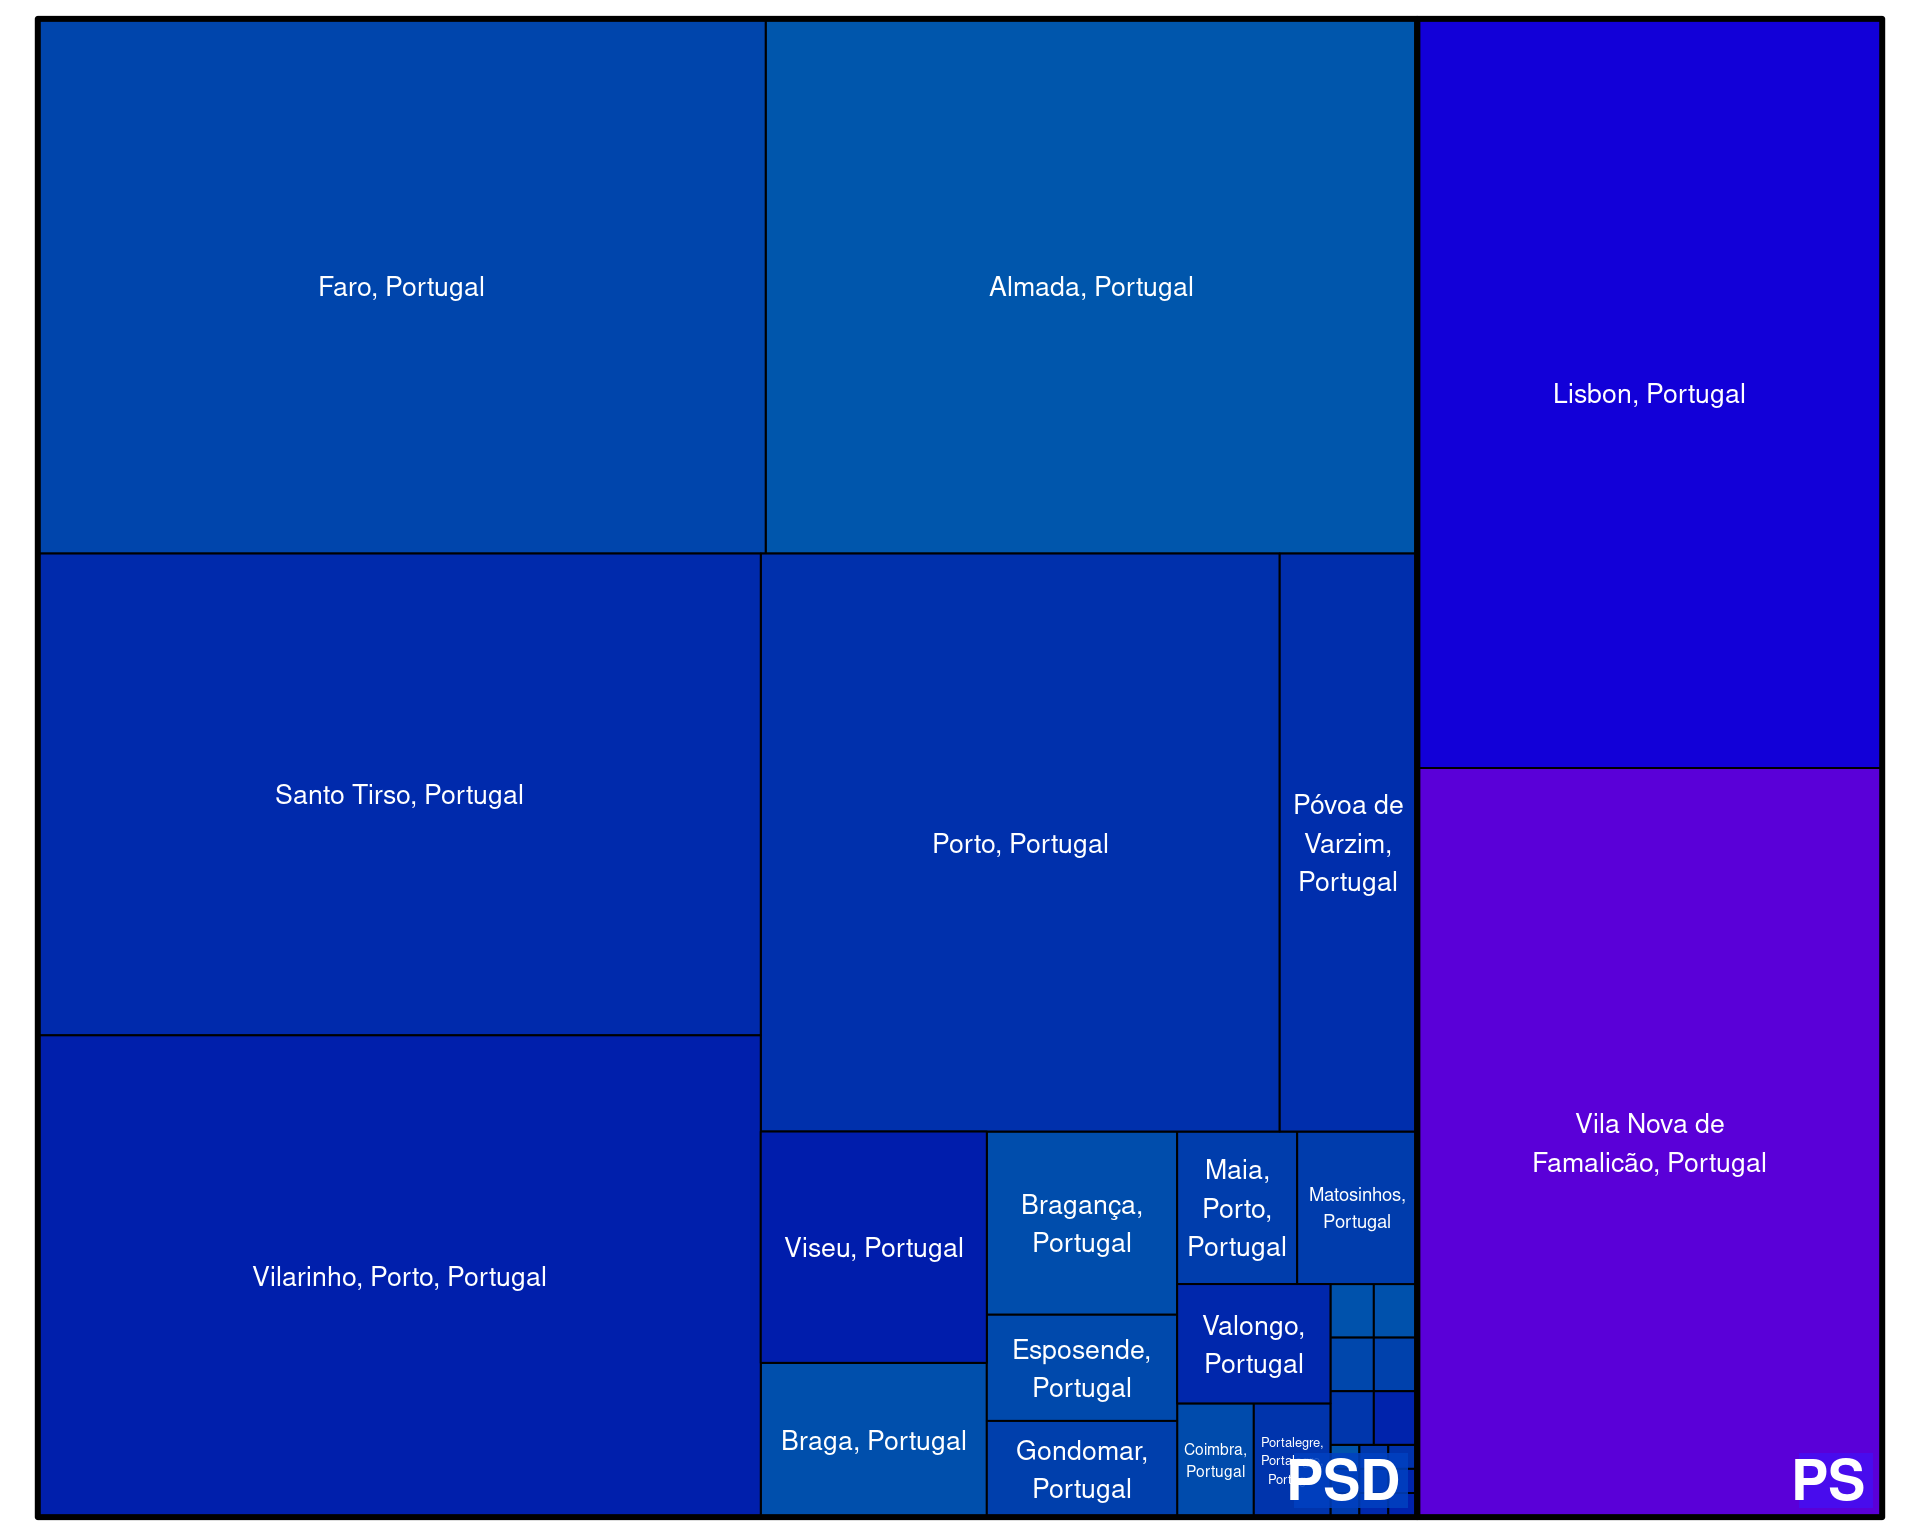 Faro, Portugal
Almada, Portugal
Lisbon, Portugal
Santo Tirso, Portugal
Porto, Portugal
Póvoa de
Varzim,
Portugal
Vilarinho, Porto, Portugal
Viseu, Portugal
Braga, Portugal
Bragança,
Portugal
Esposende,
Portugal
Gondomar,
Portugal
Maia,
Porto,
Portugal
Matosinhos,
Portugal
Valongo,
Portugal
Coimbra,
Portugal
Portalegre,
PSD
Vila Nova de
Famalicão, Portugal
PS